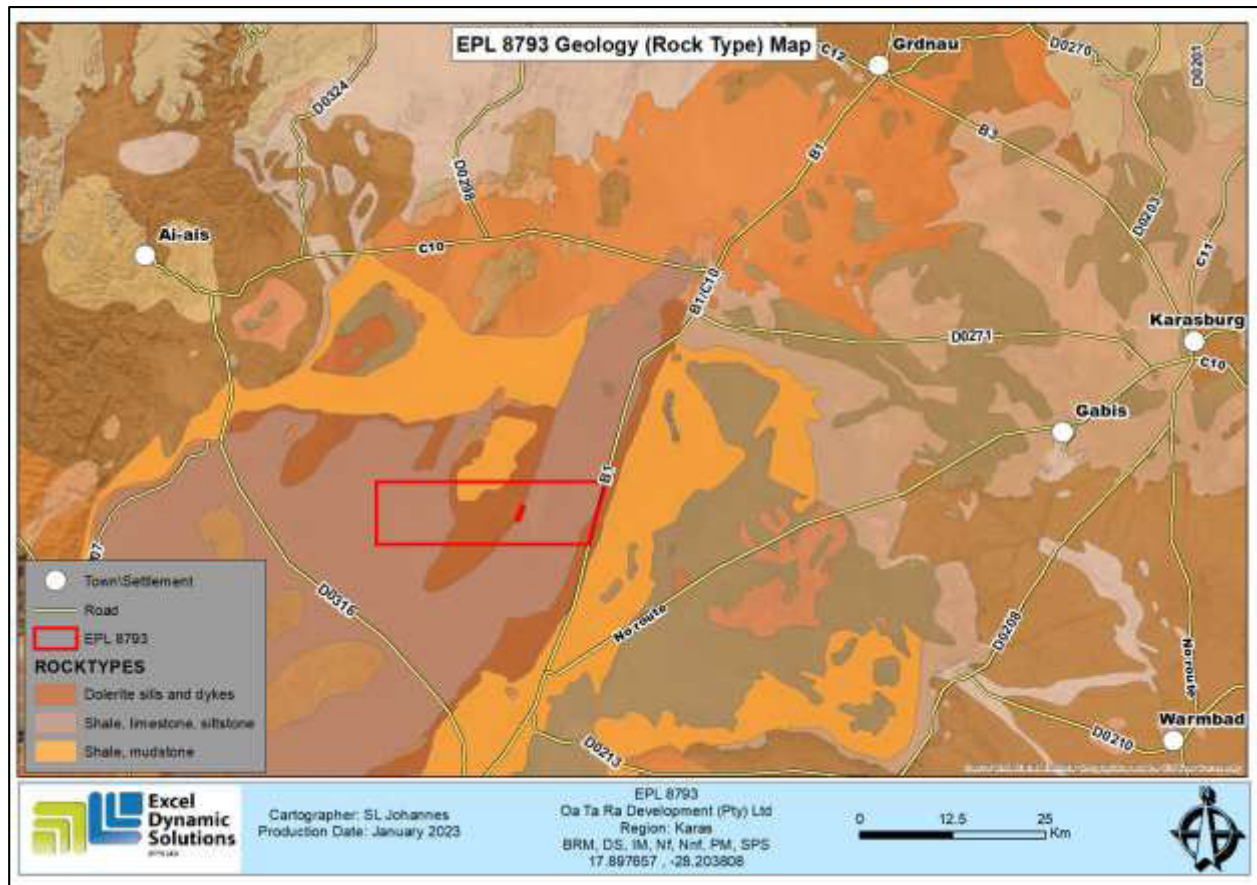 EPL 8793 Geology (Rock Type) Map
Grdnau
C12
D0270
D0201
D0324
D0298
B1
B3
D0203
C11
Ai-ais
C10
B1/C10
D0271
Karasburg
C10
Gabis
B1
07
D0316
No route
D0208
No route
Warmbad
D0210
D0213
Town\Settlement
Road
EPL 8793
ROCKTYPES
Dolerite sills and dykes
Shale, limestone, siltstone
Shale, mudstone
Excel
Dynamic
Solutions
Cartographer: SL Johannes
Production Date: January 2023
EPL 8793
Oa Ta Ra Development (Pty) Ltd
Region: Karas
BRM, DS, IM, Nf, Nnf, PM, SPS
17.897657 , -28.203808
0 12.5 25
Km